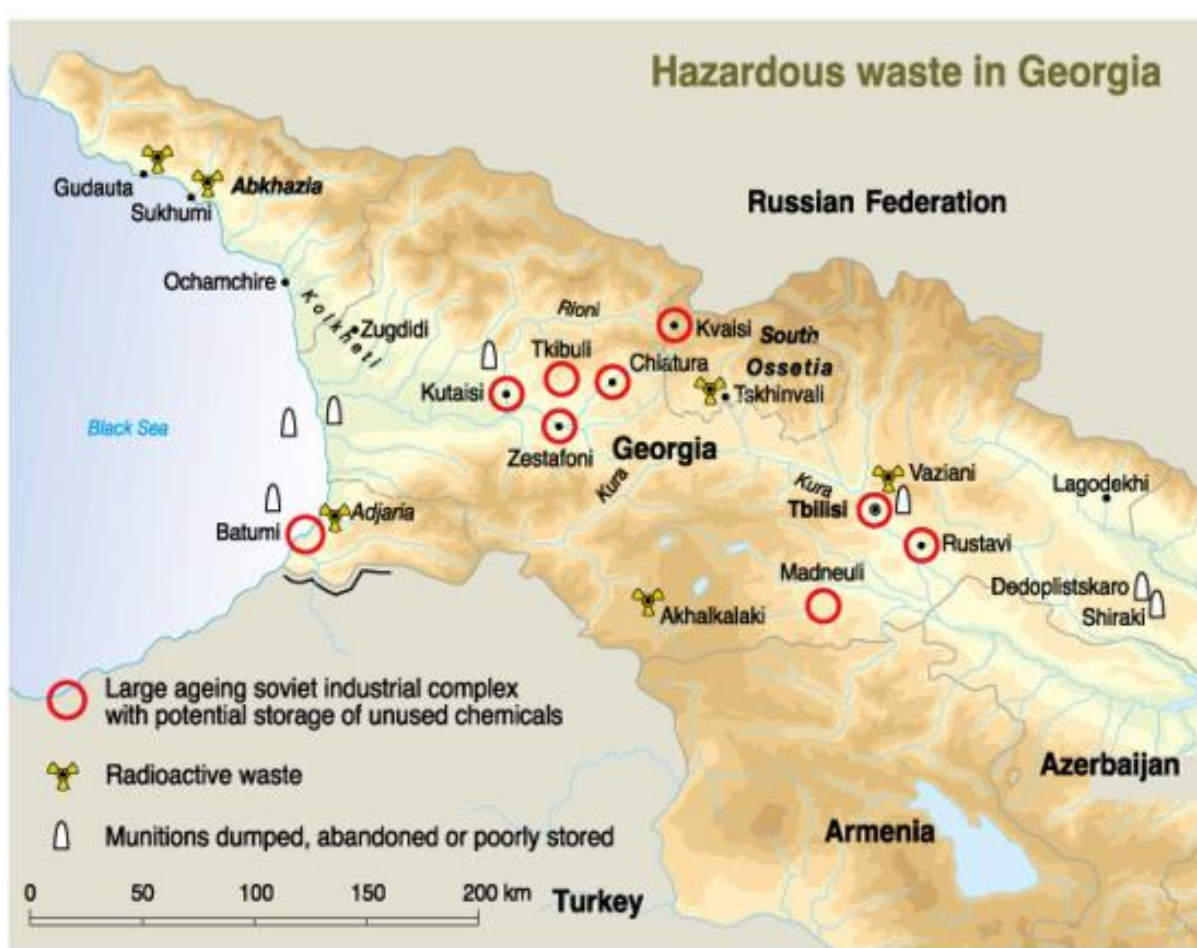 Hazardous waste in Georgia
Russian Federation
Gudauta
Abkhazia
Sukhumi
Ochamchire
Kolkheti
Zugdidi
Rioni
Kvaisi
South
Ossetia
Tkibuli
Chiatura
Tskhinvali
Kutaisi
Black Sea
Zestafoni
Georgia
Kura
Kura
Vaziani
Lagodekhi
Tbilisi
Adjaria
Batumi
Rustavi
Madneuli
Dedoplistskaro
Shiraki
Akhalkalaki
Large ageing soviet industrial complex
with potential storage of unused chemicals
Radioactive waste
Azerbaijan
Munitions dumped, abandoned or poorly stored
Armenia
0 50 100 150 200 km
Turkey